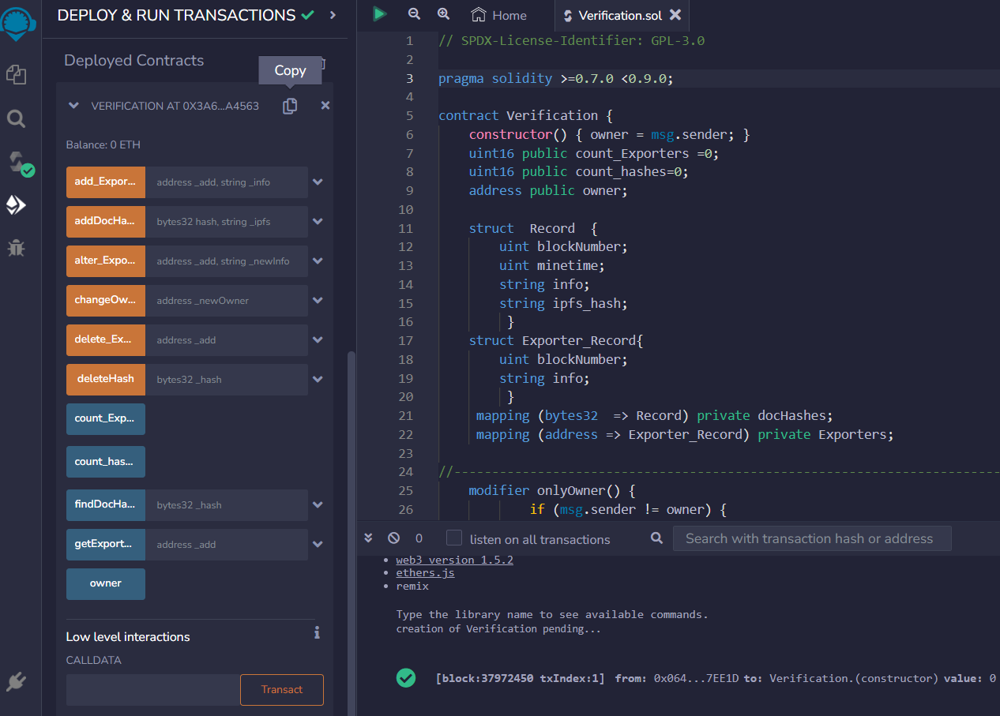 DEPLOY & RUN TRANSACTIONS
Deployed Contracts
Copy
VERIFICATION AT 0X3A6...A4563
Balance: 0 ETH
add_Expor... address _add, string _info
addDocHa... bytes32 hash, string _ipfs
alter_Expo... address _add, string _newInfo
changeOw... address _newOwner
delete_Ex... address _add
deleteHash bytes32 _hash
count_Exp...
count_has...
findDocHa... bytes32 _hash
getExport... address _add
owner
Low level interactions
CALLDATA
Transact
Home
Verification.sol
1 // SPDX-License-Identifier: GPL-3.0
2
3 pragma solidity >=0.7.0 <0.9.0;
4
5 contract Verification {
6 constructor() { owner = msg.sender; }
7 uint16 public count_Exporters =0;
8 uint16 public count_hashes=0;
9 address public owner;
10
11 struct  Record  {
12 uint blockNumber;
13 uint minetime;
14 string info;
15 string ipfs_hash;
16 }
17 struct Exporter_Record{
18 uint blockNumber;
19 string info;
20 }
21 mapping (bytes32  => Record) private docHashes;
22 mapping (address => Exporter_Record) private Exporters;
23
24 //------------------------------------------------------------------------
25 modifier onlyOwner() {
26 if (msg.sender != owner) {
0 listen on all transactions Search with transaction hash or address
• web3 version 1.5.2
• ethers.js
• remix
Type the library name to see available commands.
creation of Verification pending...
[block:37972450 txIndex:1] from: 0x064...7EE1D to: Verification.(constructor) value: 0